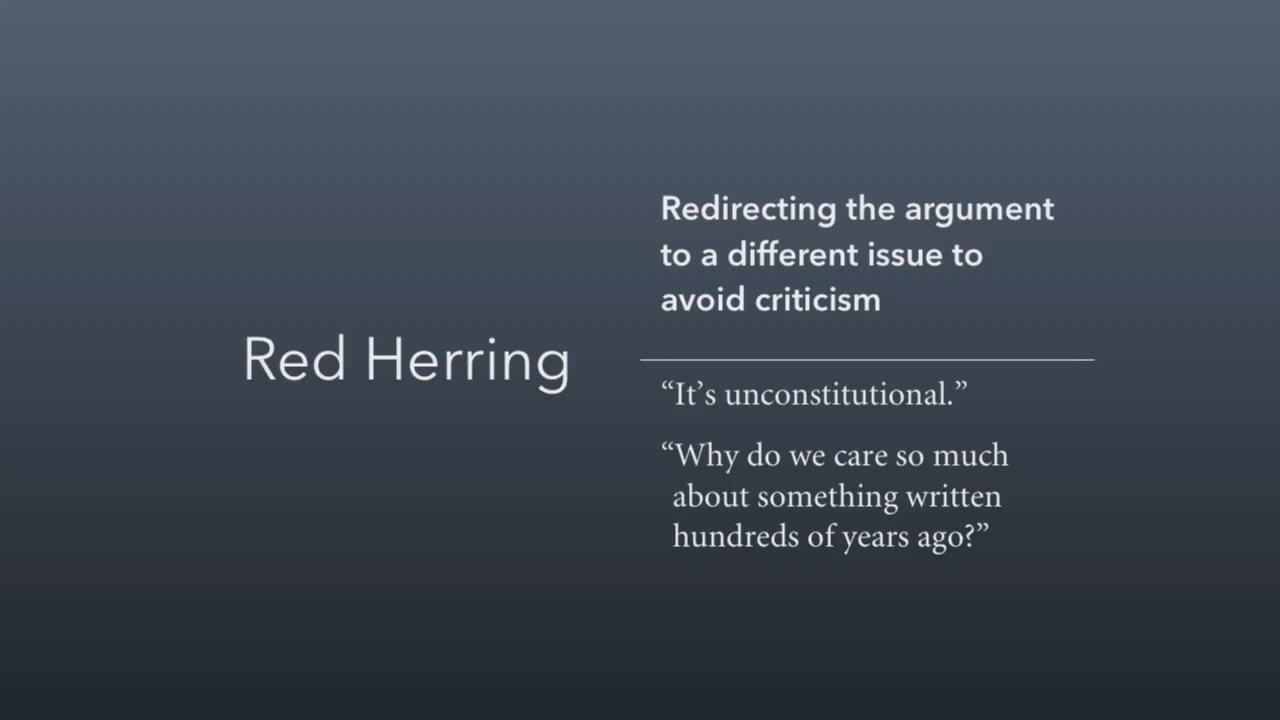 Red Herring
Redirecting the argument
to a different issue to
avoid criticism
“It’s unconstitutional.”
“Why do we care so much
about something written
hundreds of years ago?”